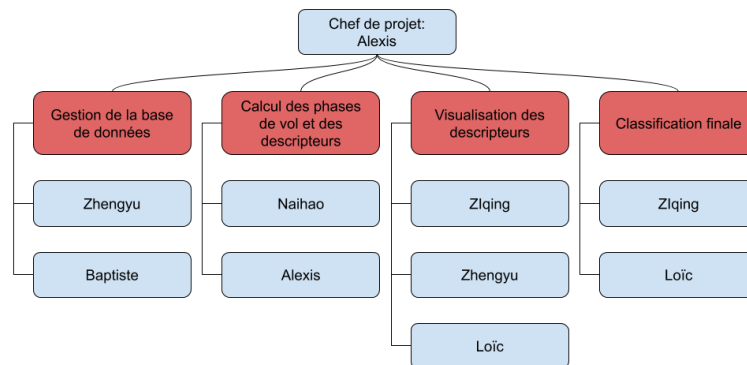 Chef de projet:
Alexis
Gestion de la base
de données
Zhengyu
Baptiste
Calcul des phases
de vol et des
descripteurs
Naihao
Alexis
Visualisation des
descripteurs
ZIqing
Zhengyu
Loïc
Classification finale
ZIqing
Loïc